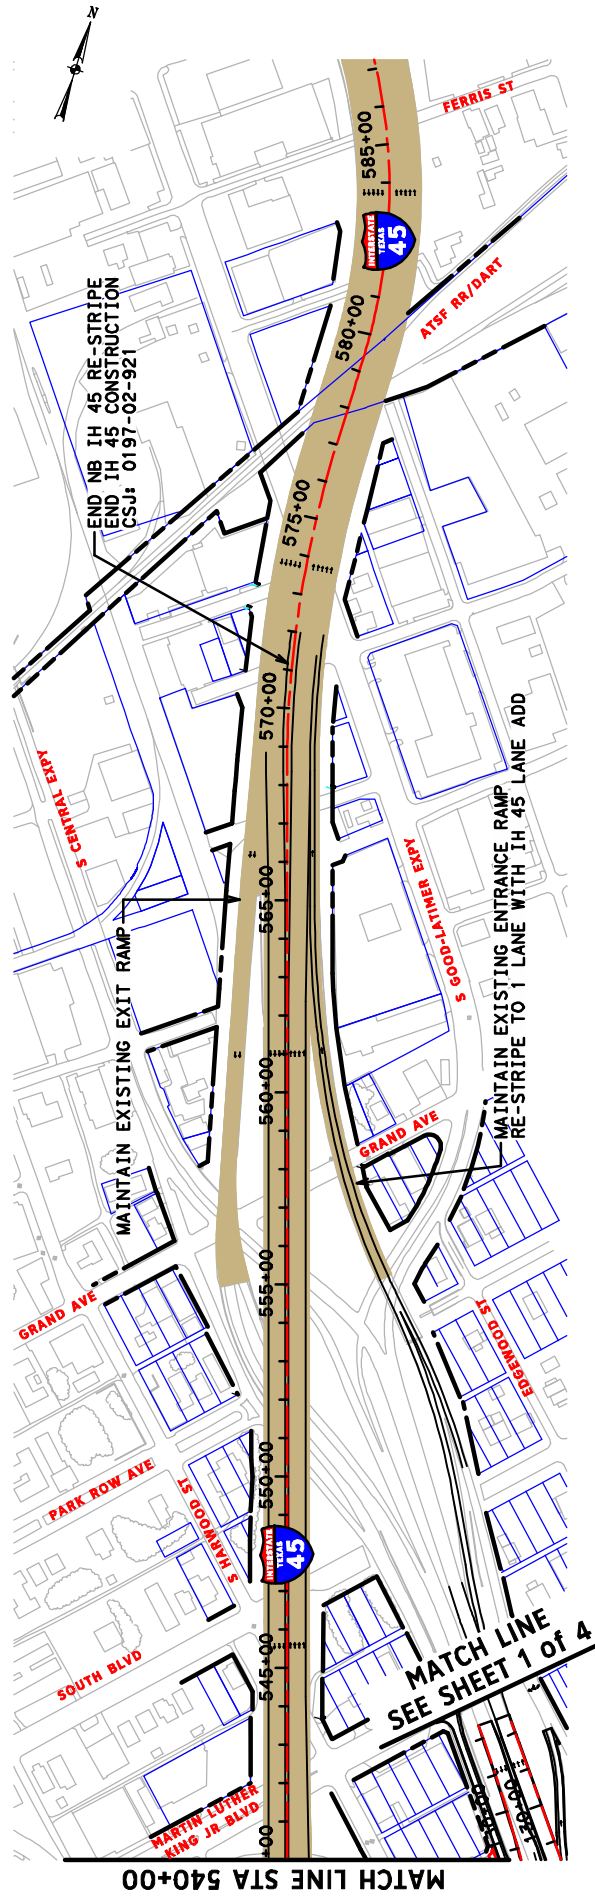 N
FERRIS ST
585+00
INTERSTATE
TEXAS
45
ATSF RR/DART
580+00
END NB IH 45 RE-STRIPE
END IH 45 CONSTRUCTION
CSJ: 0197-02-921
575+00
570+00
S CENTRAL EXPY
MAINTAIN EXISTING EXIT RAMP
565+00
S GOOD-LATIMER EXPY
MAINTAIN EXISTING ENTRANCE RAMP
RE-STRIPE TO 1 LANE WITH IH 45 LANE ADD
560+00
GRAND AVE
555+00
GRAND AVE
EDGEWOOD ST
PARK ROW AVE
S HARWOOD ST
550+00
INTERSTATE
TEXAS
45
SOUTH BLVD
545+00
MATCH LINE
SEE SHEET 1 of 4
MARTIN LUTHER
KING JR BLVD
+00
MATCH LINE STA 540+00